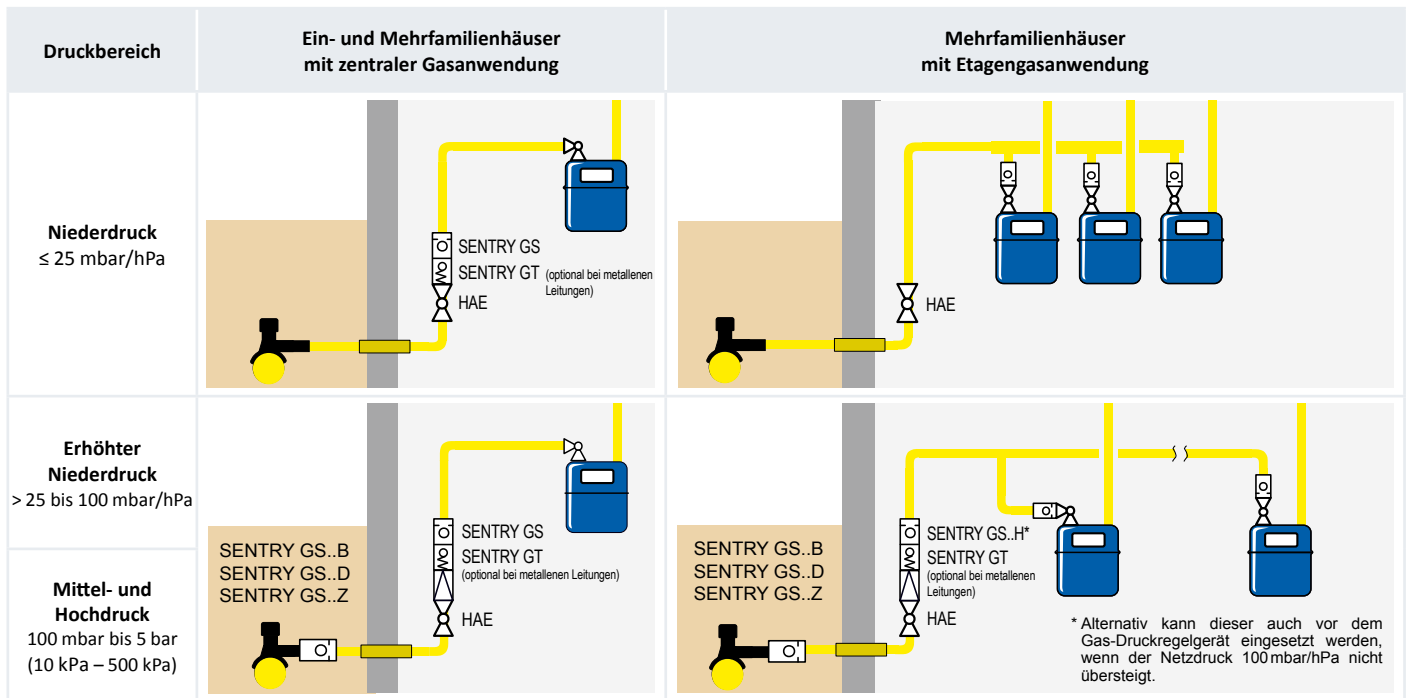 Druckbereich
Ein- und Mehrfamilienhäuser
mit zentraler Gasanwendung
Mehrfamilienhäuser
mit Etagengasanwendung
Niederdruck
≤ 25 mbar/hPa
SENTRY GS
SENTRY GT (optional bei metallenen
Leitungen)
HAE
HAE
Erhöhter
Niederdruck
> 25 bis 100 mbar/hPa
Mittel- und
Hochdruck
100 mbar bis 5 bar
(10 kPa – 500 kPa)
SENTRY GS..B
SENTRY GS..D
SENTRY GS..Z
SENTRY GS
SENTRY GT
(optional bei metallenen Leitungen)
HAE
SENTRY GS..B
SENTRY GS..D
SENTRY GS..Z
SENTRY GS..H*
SENTRY GT
(optional bei metallenen
Leitungen)
HAE
* Alternativ kann dieser auch vor dem
Gas-Druckregelgerät eingesetzt werden,
wenn der Netzdruck 100 mbar/hPa nicht
übersteigt.